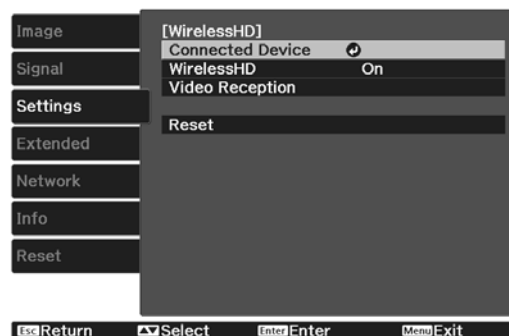 Image
Signal
Settings
Extended
Network
Info
Reset
[WirelessHD]
Connected Device
WirelessHD On
Video Reception
Reset
Esc Return Select Enter Enter Menu Exit